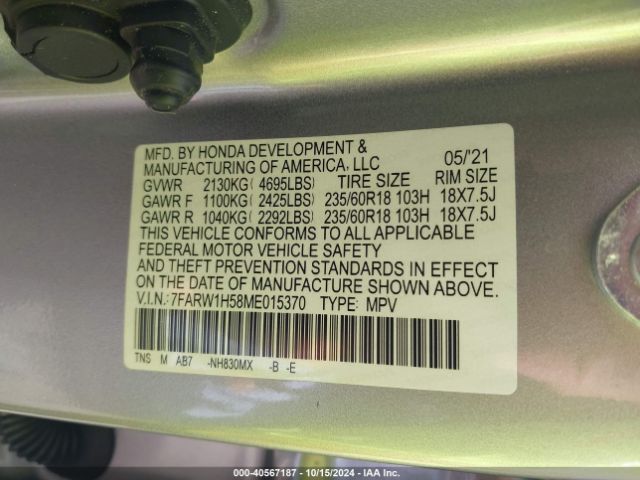 MFD. BY HONDA DEVELOPMENT &
MANUFACTURING OF AMERICA, LLC 05/'21
GVWR 2130KG( 4695LBS) TIRE SIZE RIM SIZE
GAWR F 1100KG( 2425LBS) 235/60R18 103H 18X7.5J
GAWR R 1040KG( 2292LBS) 235/60R18 103H 18X7.5J
THIS VEHICLE CONFORMS TO ALL APPLICABLE
FEDERAL MOTOR VEHICLE SAFETY
AND THEFT PREVENTION STANDARDS IN EFFECT
ON THE DATE OF MANUFACTURE SHOWN ABOVE.
V.I.N.:7FARW1H58ME015370 TYPE: MPV
TNS M AB7 -NH830MX -B -E
000-40567187 - 10/15/2024 - IAA Inc.